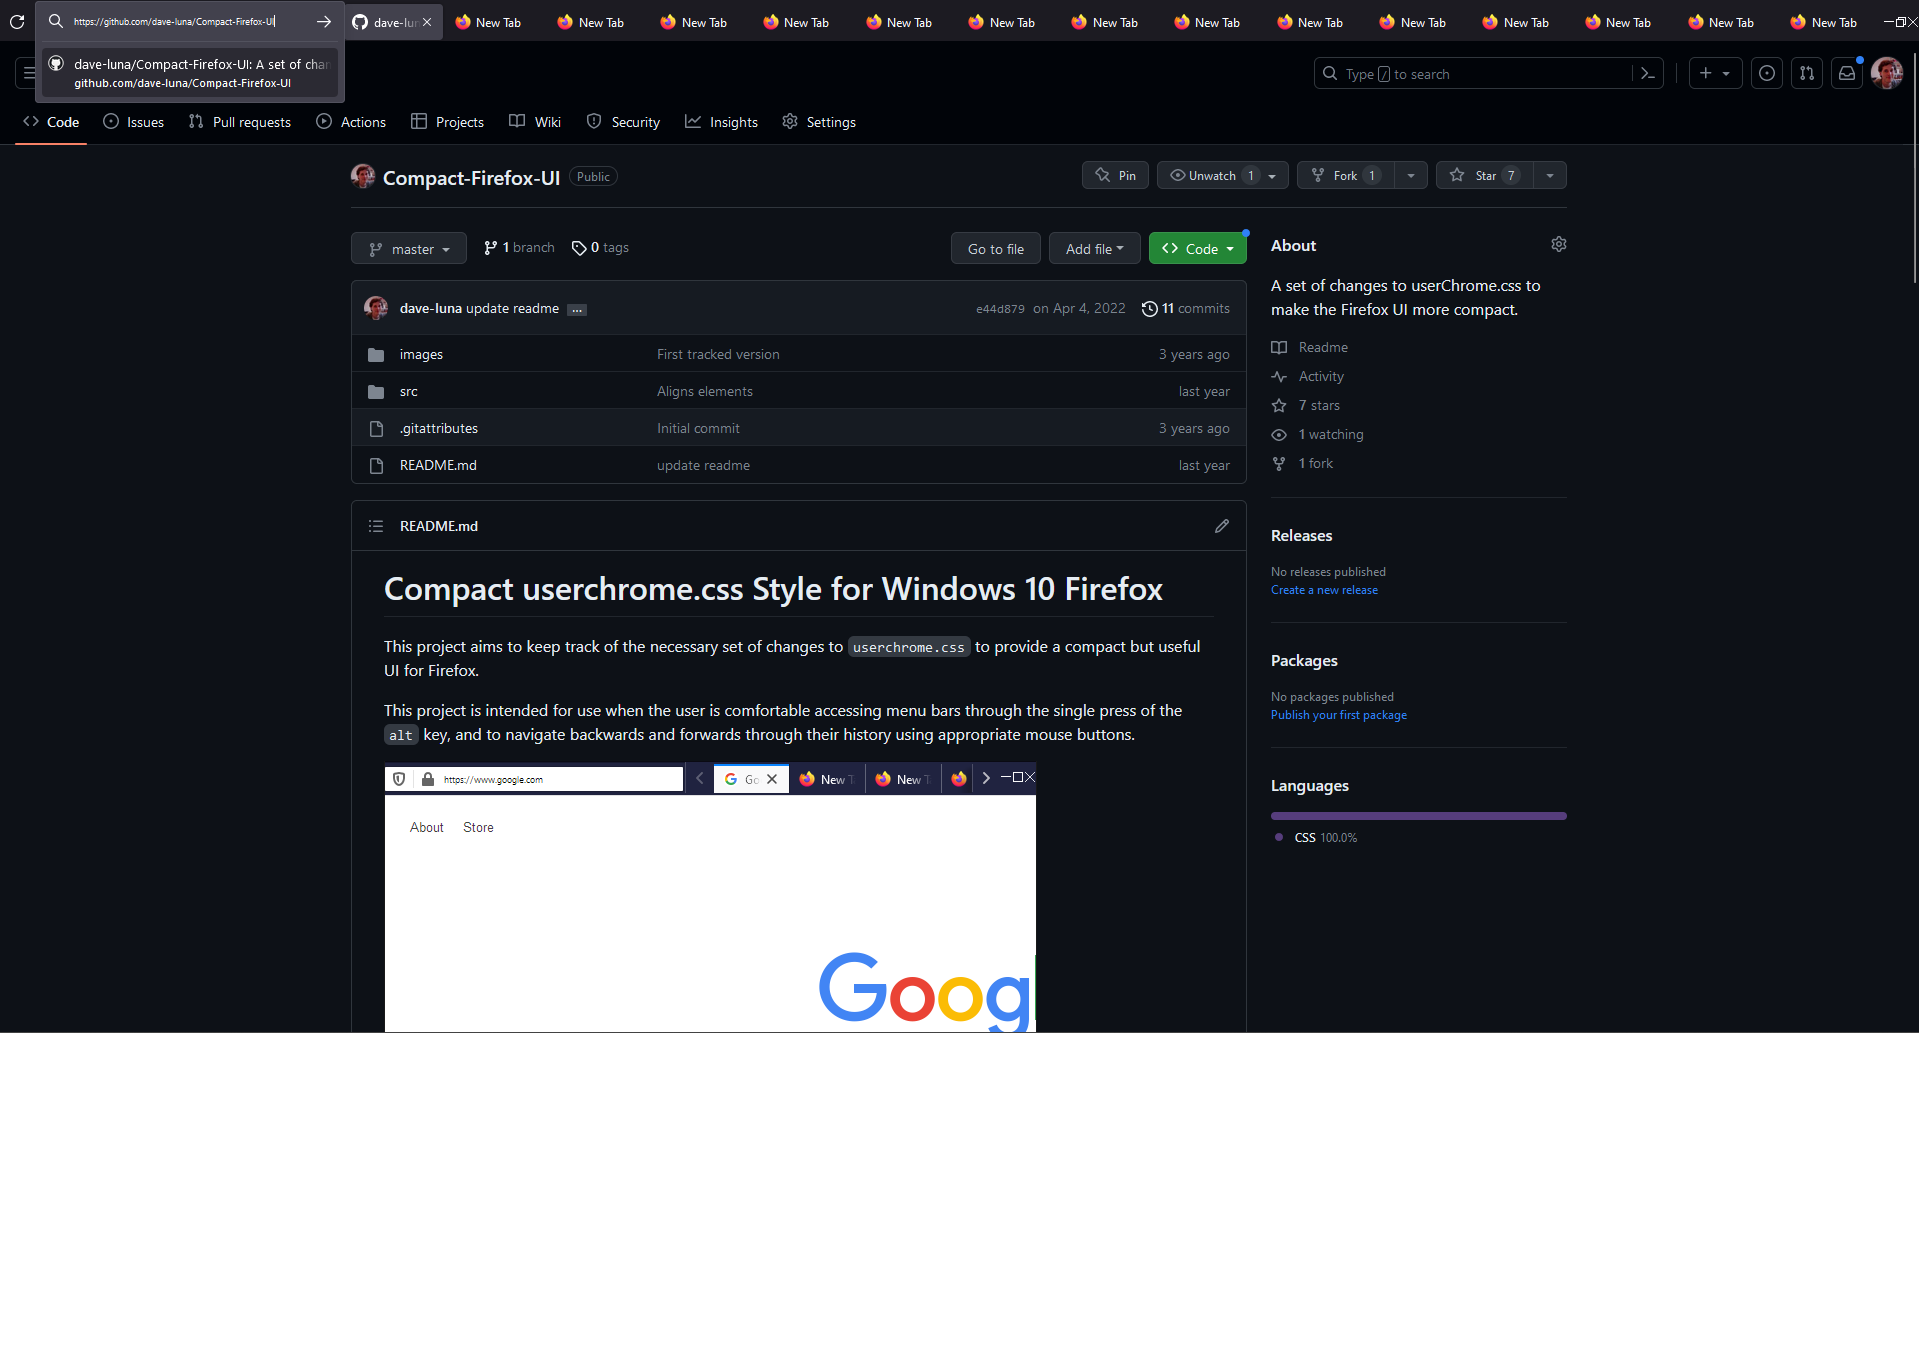 https://github.com/dave-luna/Compact-Firefox-UI
dave-lun
New Tab
New Tab
New Tab
New Tab
New Tab
New Tab
New Tab
New Tab
New Tab
New Tab
New Tab
New Tab
New Tab
New Tab
dave-luna/Compact-Firefox-UI: A set of chan
github.com/dave-luna/Compact-Firefox-UI
Type / to search
Code
Issues
Pull requests
Actions
Projects
Wiki
Security
Insights
Settings
Compact-Firefox-UI Public
Pin
Unwatch 1
Fork 1
Star 7
master
1 branch
0 tags
Go to file
Add file
Code
dave-luna update readme ...
e44d879 on Apr 4, 2022 11 commits
images First tracked version 3 years ago
src Aligns elements last year
.gitattributes Initial commit 3 years ago
README.md update readme last year
README.md
Compact userchrome.css Style for Windows 10 Firefox
This project aims to keep track of the necessary set of changes to userchrome.css to provide a compact but useful
UI for Firefox.
This project is intended for use when the user is comfortable accessing menu bars through the single press of the
alt key, and to navigate backwards and forwards through their history using appropriate mouse buttons.
https://www.google.com
Go
New T
New T
About Store
Goog
About
A set of changes to userChrome.css to
make the Firefox UI more compact.
Readme
Activity
7 stars
1 watching
1 fork
Releases
No releases published
Create a new release
Packages
No packages published
Publish your first package
Languages
CSS 100.0%